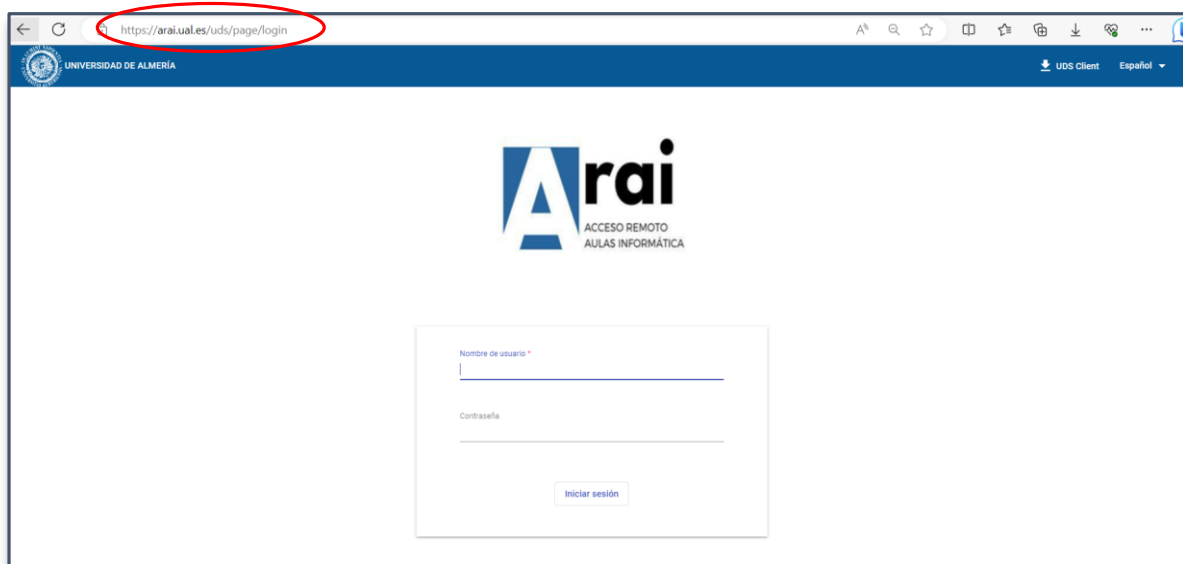 https://arai.ual.es/uds/page/login
UNIVERSIDAD DE ALMERÍA
UDS Client
Español
Arai
ACCESO REMOTO
AULAS INFORMÁTICA
Nombre de usuario *
Contraseña
Iniciar sesión